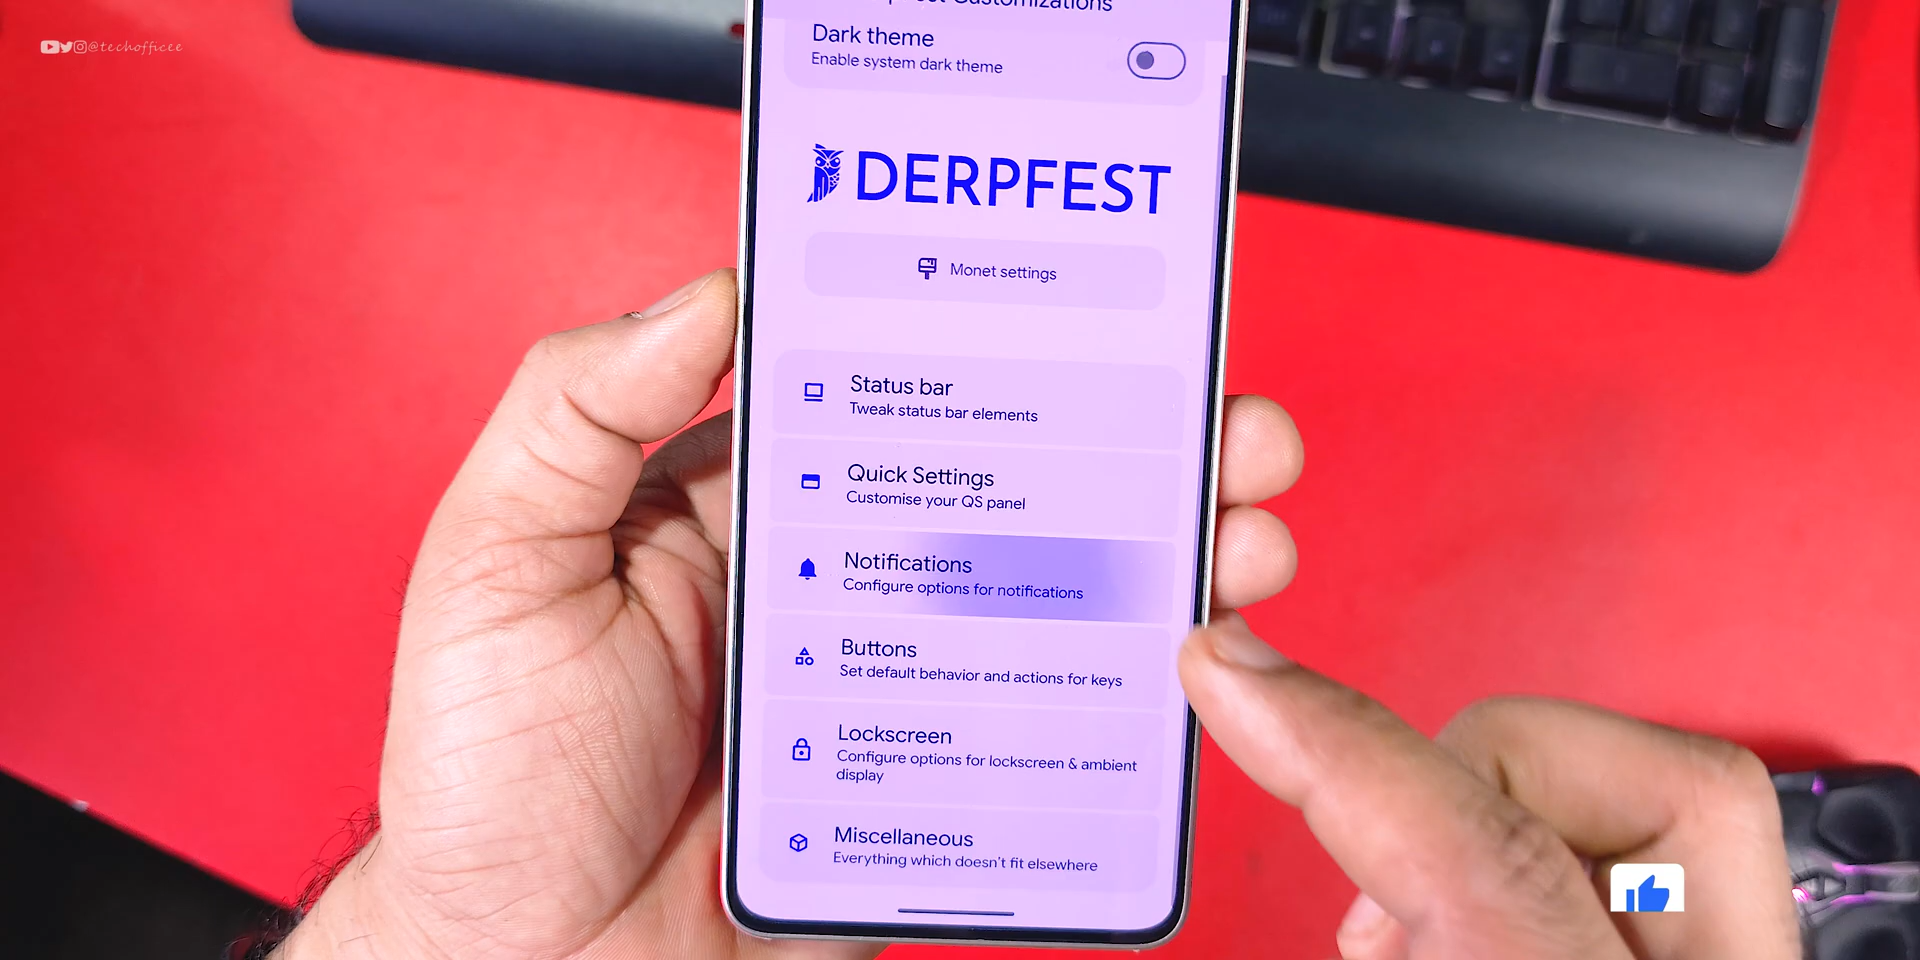 @techofficee
Customizations
Dark theme
Enable system dark theme
DERPFEST
Monet settings
Status bar
Tweak status bar elements
Quick Settings
Customise your QS panel
Notifications
Configure options for notifications
Buttons
Set default behavior and actions for keys
Lockscreen
Configure options for lockscreen & ambient
display
Miscellaneous
Everything which doesn't fit elsewhere